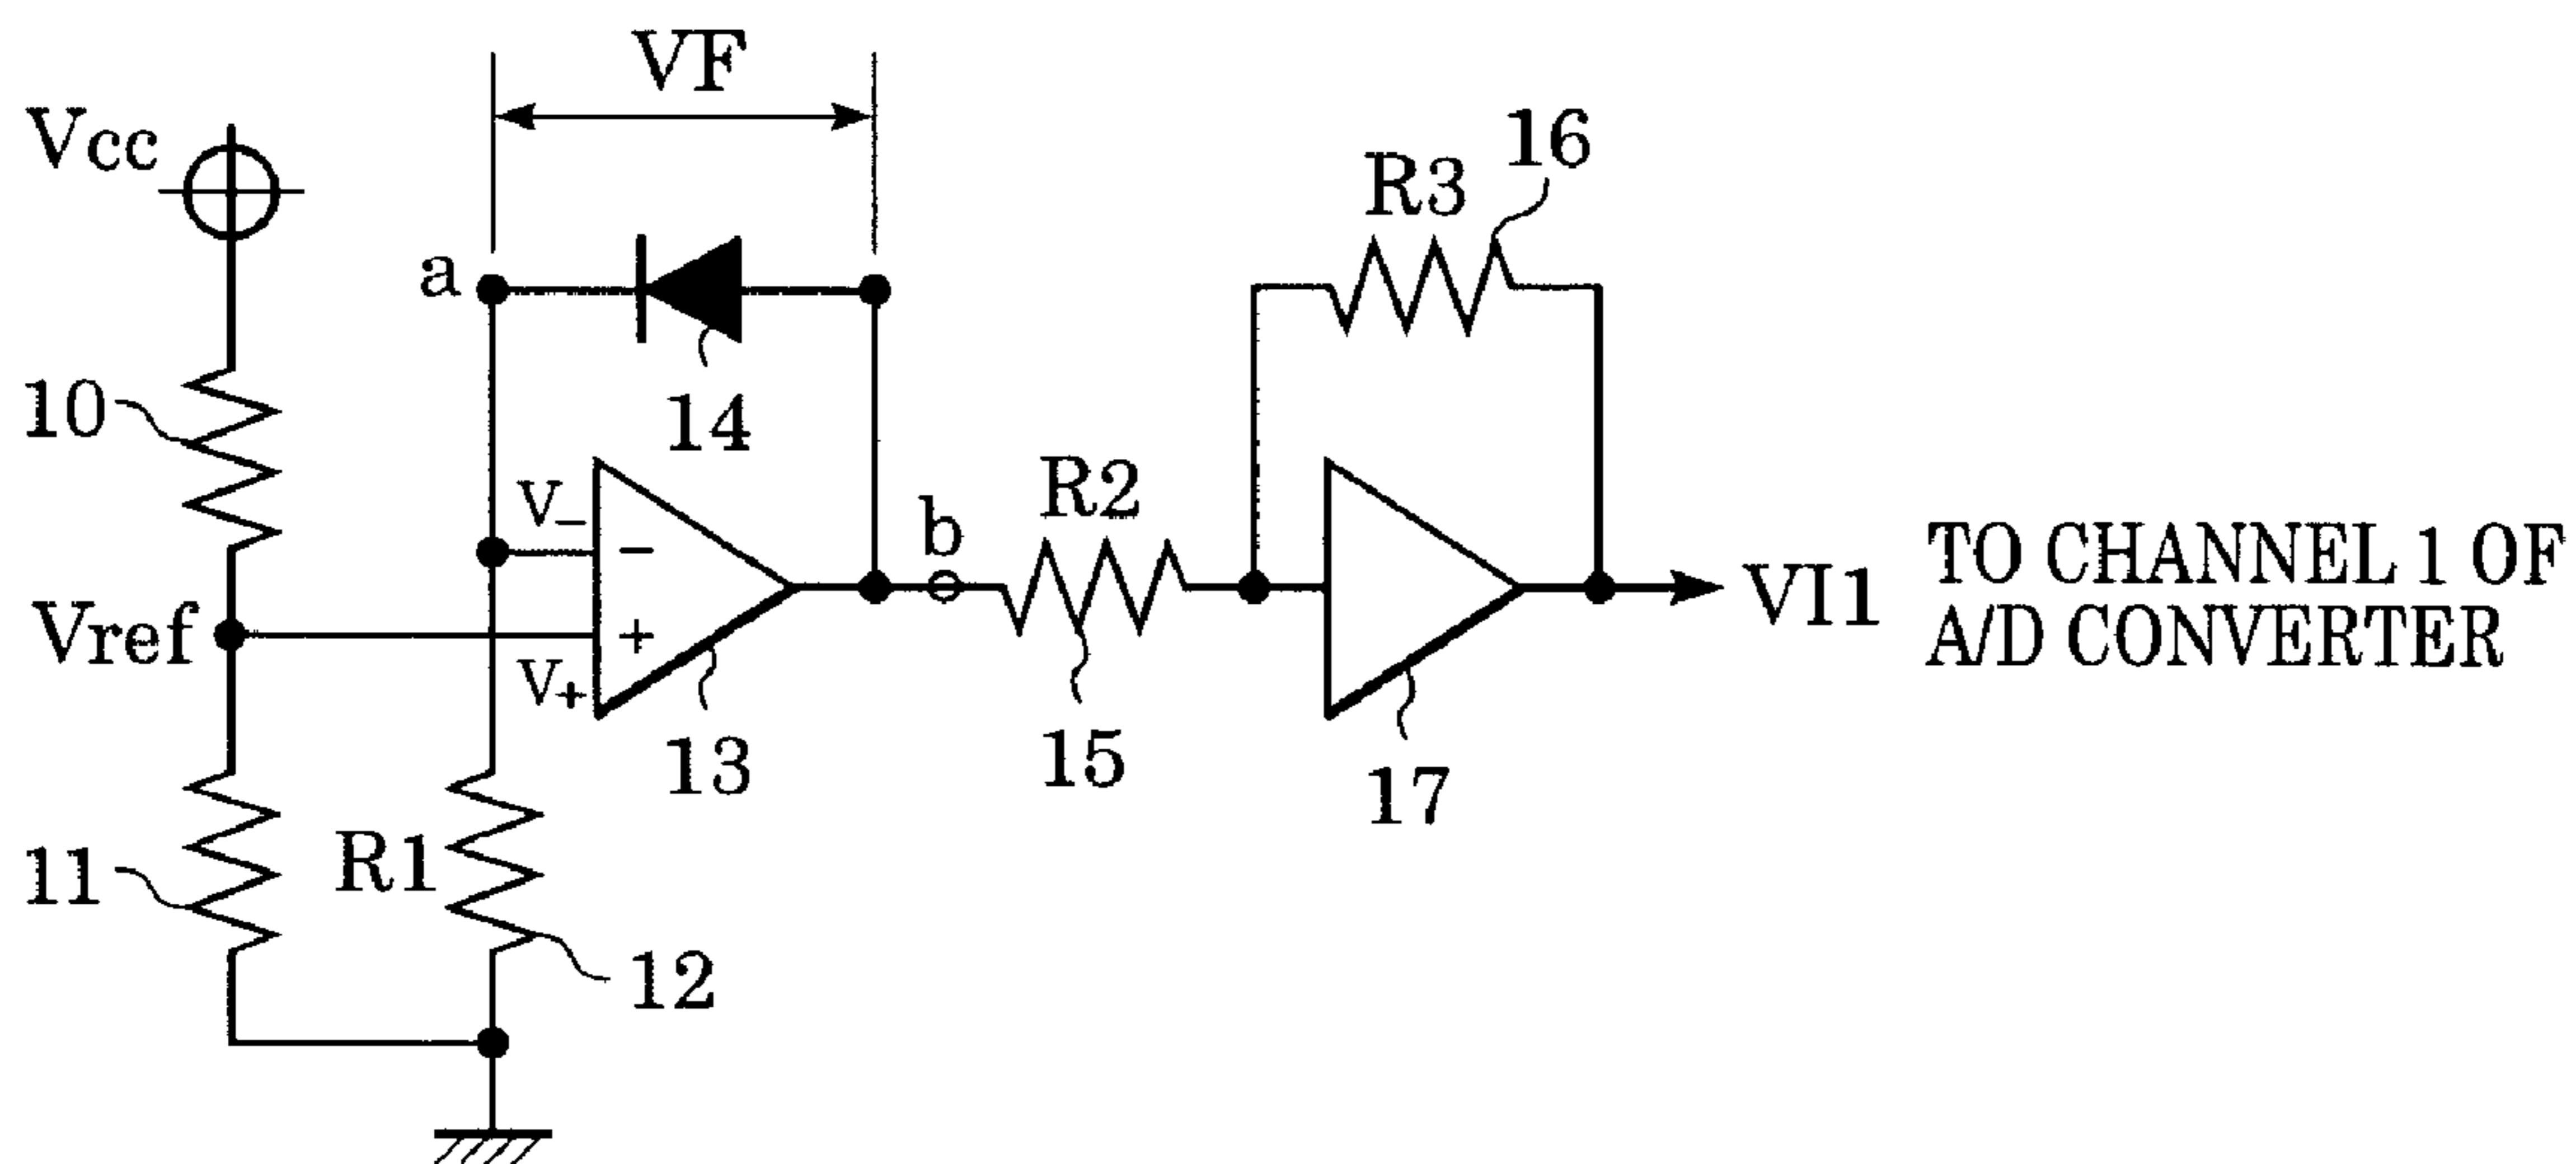 VF
Vcc
16
R3
a
10
14
V−
R2
b
−
TO CHANNEL 1 OF
VI1
A/D CONVERTER
Vref
+
V+
13
15
17
11
R1
12